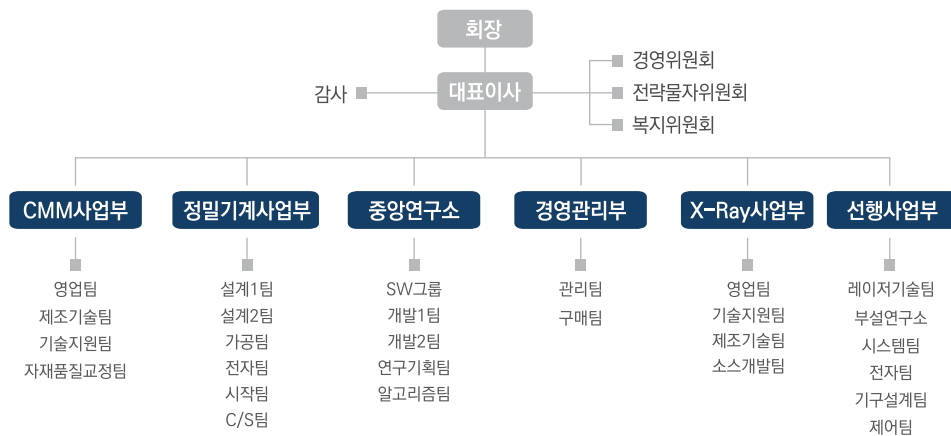 회장
대표이사
감사
경영위원회
전략물자위원회
복지위원회
CMM사업부
영업팀
제조기술팀
기술지원팀
자재품질교정팀
정밀기계사업부
설계1팀
설계2팀
가공팀
전자팀
시작팀
C/S팀
중앙연구소
SW그룹
개발1팀
개발2팀
연구기획팀
알고리즘팀
경영관리부
관리팀
구매팀
X-Ray사업부
영업팀
기술지원팀
제조기술팀
소스개발팀
선행사업부
레이저기술팀
부설연구소
시스템팀
전자팀
기구설계팀
제어팀